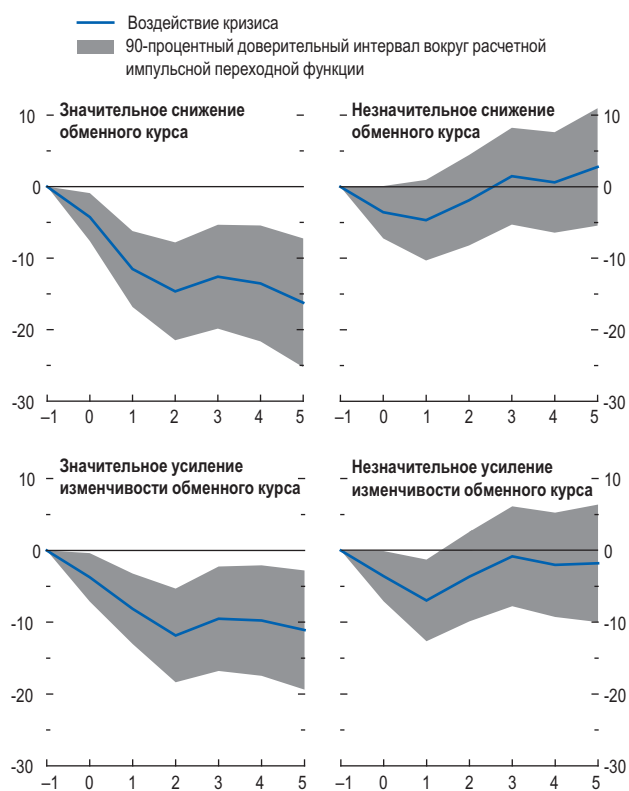 Воздействие кризиса
90-процентный доверительный интервал вокруг расчетной
импульсной переходной функции
Значительное снижение
обменного курса
10
0
-10
-20
-30
–1 0 1 2 3 4 5
Незначительное снижение
обменного курса
10
0
-10
-20
-30
–1 0 1 2 3 4 5
Значительное усиление
изменчивости обменного курса
10
0
-10
-20
-30
–1 0 1 2 3 4 5
Незначительное усиление
изменчивости обменного курса
10
0
-10
-20
-30
–1 0 1 2 3 4 5